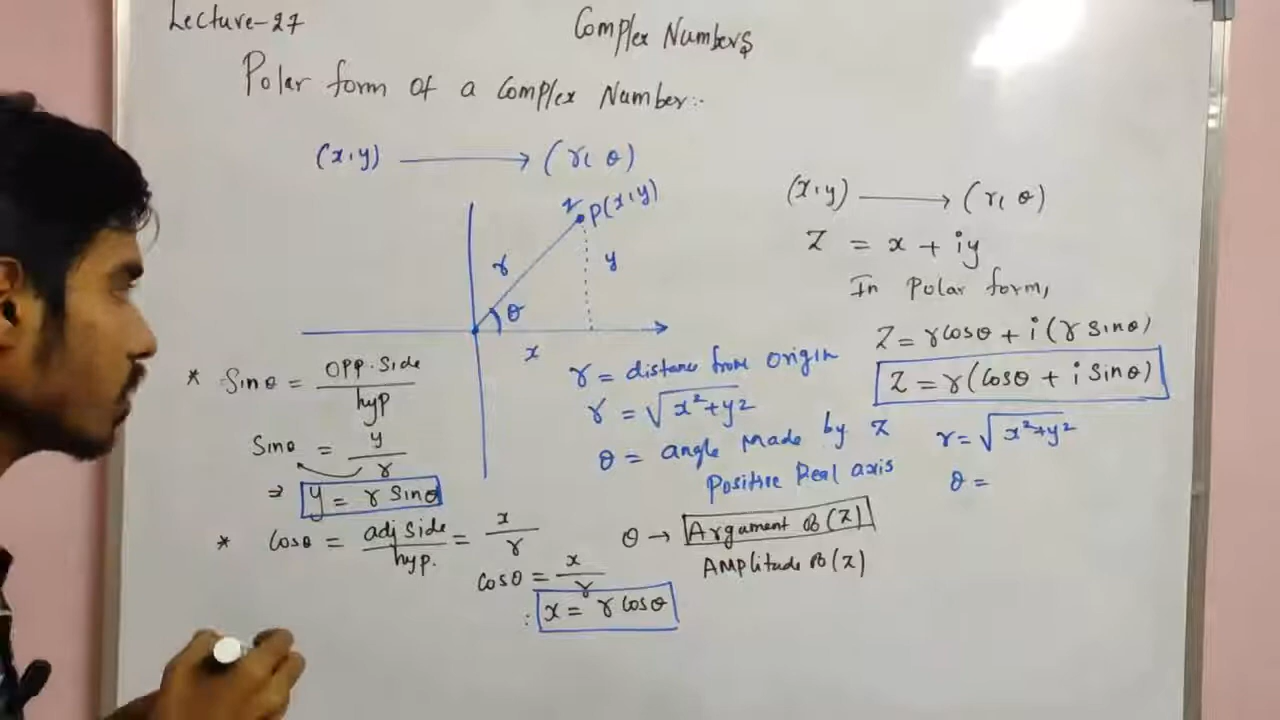 Lecture-27
Complex Numbers
Polar form of a Complex Number:-
(x,y) ⟶ (r, θ)
z P(x,y)
r
y
θ
x
* Sinθ = opp. side / hyp
Sinθ = y / r
⇒ y = r sinθ
* Cosθ = adj side / hyp. = x / r
cosθ = x / r
∴ x = r cosθ
r = distance from origin
r = √x²+y²
θ = angle made by z
Positive Real axis
θ → Argument of (z)
Amplitude of (z)
(x,y) ⟶ (r, θ)
Z = x + iy
In Polar form,
Z = r cosθ + i (r sinθ)
Z = r (cosθ + i sinθ)
r = √x²+y²
θ =